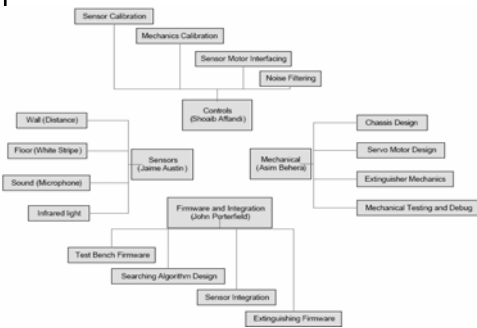 Sensor Calibration
Mechanics Calibration
Sensor Motor Interfacing
Noise Filtering
Controls
(Shoaib Affandi)
Wall (Distance)
Floor (White Stripe)
Sound (Microphone)
Infrared light
Sensors
(Jaime Austin)
Mechanical
(Asim Behera)
Chassis Design
Servo Motor Design
Extinguisher Mechanics
Mechanical Testing and Debug
Firmware and Integration
(John Porterfield)
Test Bench Firmware
Searching Algorithm Design
Sensor Integration
Extinguishing Firmware